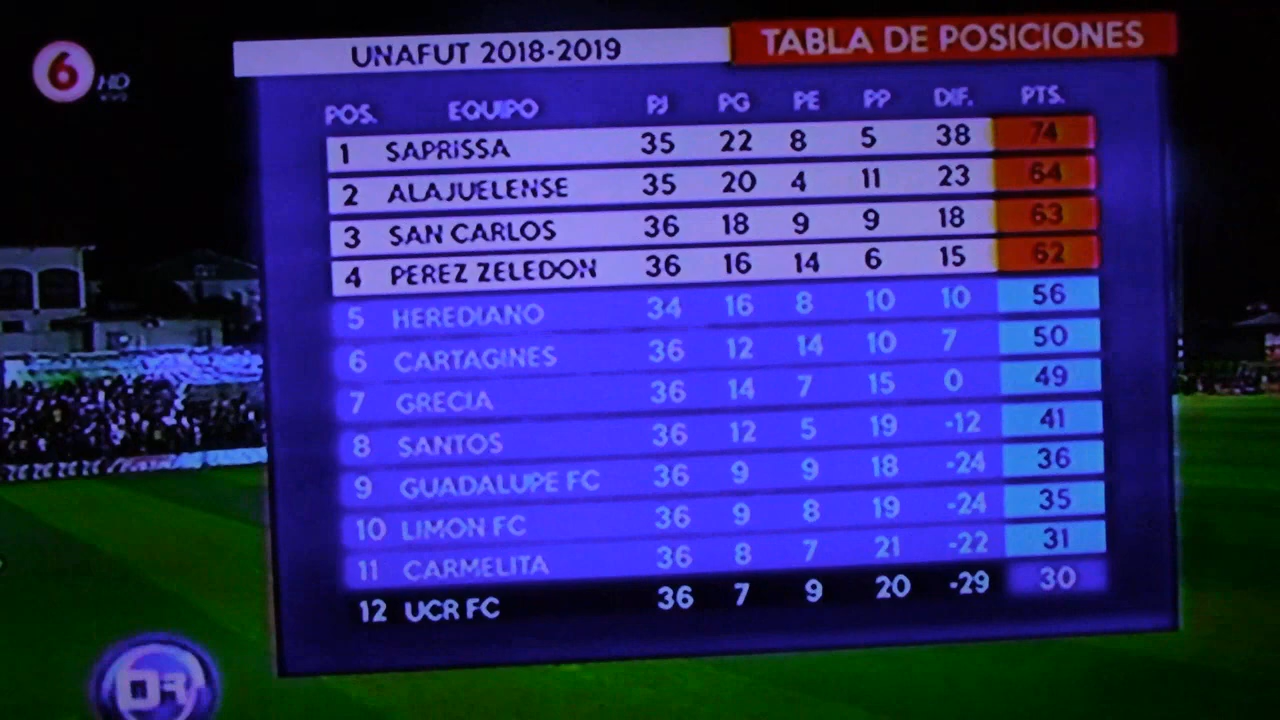 6 HD
UNAFUT 2018-2019 TABLA DE POSICIONES
POS. EQUIPO PJ PG PE PP DIF. PTS.
1 SAPRISSA 35 22 8 5 38 74
2 ALAJUELENSE 35 20 4 11 23 64
3 SAN CARLOS 36 18 9 9 18 63
4 PEREZ ZELEDON 36 16 14 6 15 62
5 HEREDIANO 34 16 8 10 10 56
6 CARTAGINES 36 12 14 10 7 50
7 GRECIA 36 14 7 15 0 49
8 SANTOS 36 12 5 19 -12 41
9 GUADALUPE FC 36 9 9 18 -24 36
10 LIMON FC 36 9 8 19 -24 35
11 CARMELITA 36 8 7 21 -22 31
12 UCR FC 36 7 9 20 -29 30